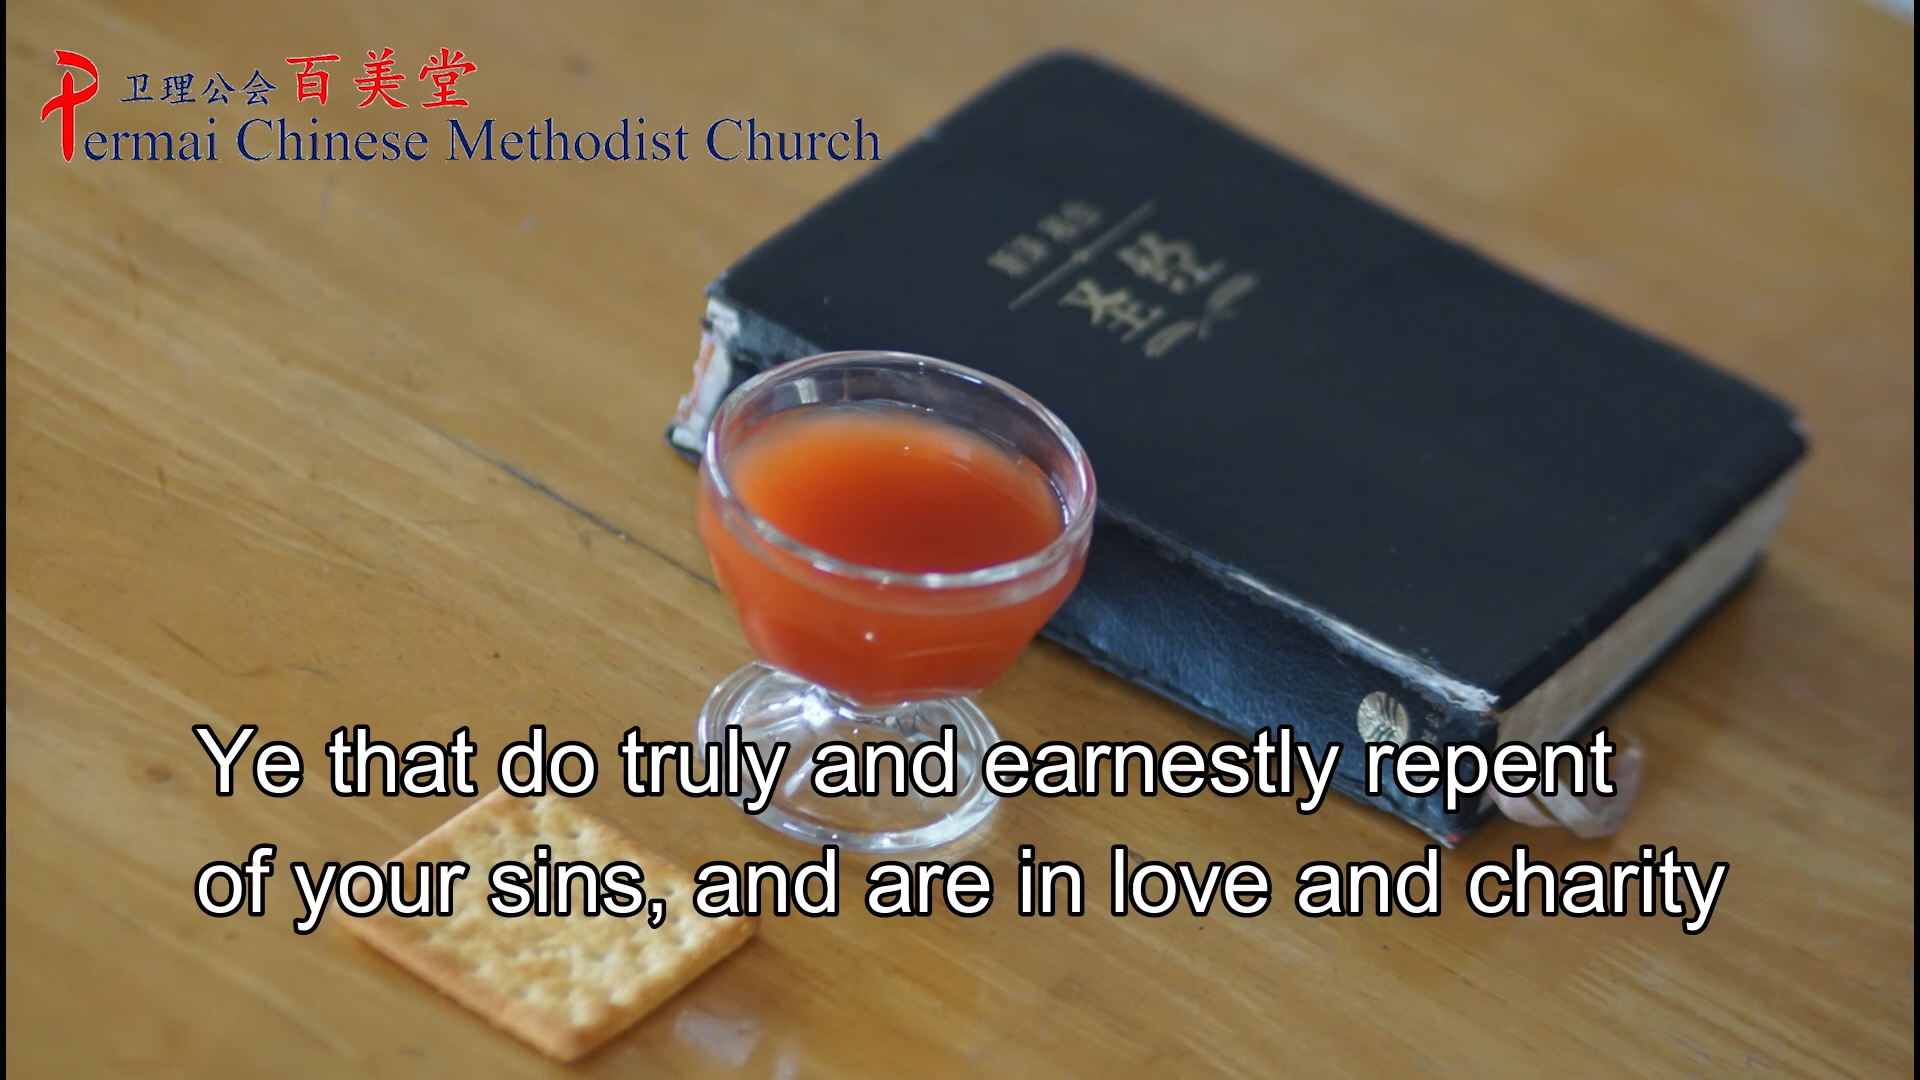 卫理公会百美堂
Permai Chinese Methodist Church
圣经
Ye that do truly and earnestly repent
of your sins, and are in love and charity